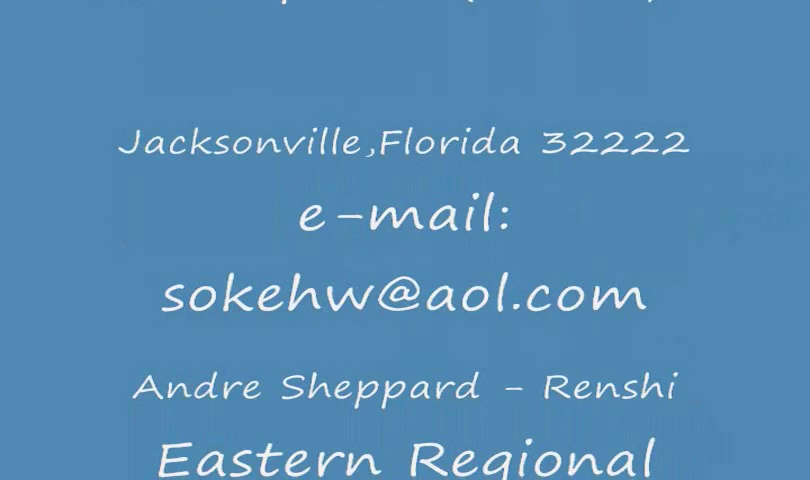 Jacksonville,Florida 32222
e-mail:
sokehw@aol.com
Andre Sheppard - Renshi
Eastern Regional